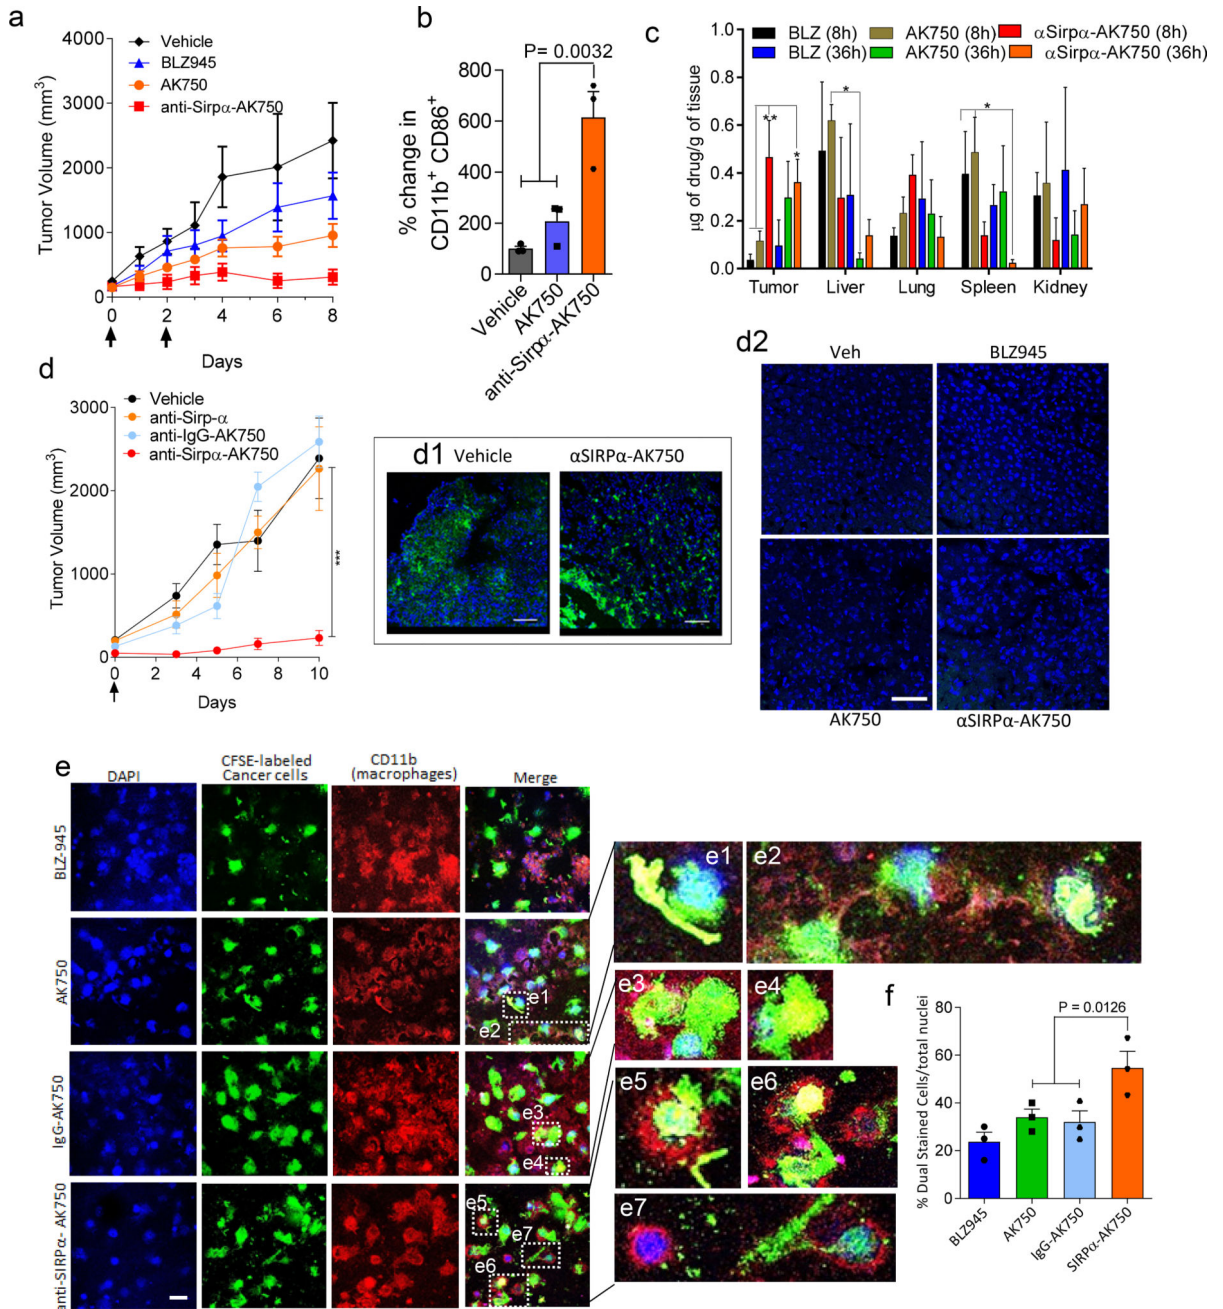 a
Tumor Volume (mm3)
4000
3000
2000
1000
0
Vehicle
BLZ945
AK750
anti-Sirpα-AK750
0 2 4 6 8
Days
b
P= 0.0032
% change in
CD11b+ CD86+
800
600
400
200
0
Vehicle
AK750
anti-Sirpα-AK750
c
BLZ (8h) AK750 (8h) αSirpα-AK750 (8h)
BLZ (36h) AK750 (36h) αSirpα-AK750 (36h)
µg of drug/g of tissue
1.0
0.8
0.6
0.4
0.2
0.0
**
*
*
*
Tumor Liver Lung Spleen Kidney
d
Tumor Volume (mm3)
3000
2000
1000
0
Vehicle
anti-Sirp-α
anti-IgG-AK750
anti-Sirpα-AK750
***
0 2 4 6 8 10
Days
d1 Vehicle αSIRPα-AK750
d2
Veh BLZ945
AK750 αSIRPα-AK750
e
DAPI
CFSE-labeled
Cancer cells
CD11b
(macrophages)
Merge
BLZ-945
AK750
IgG-AK750
anti-SIRPα- AK750
e1
e2
e3
e4
e5
e7
e6
e1 e2
e3 e4
e5 e6
e7
f
% Dual Stained Cells/total nuclei
80
60
40
20
0
P = 0.0126
BLZ945
AK750
IgG-AK750
SIRPα-AK750